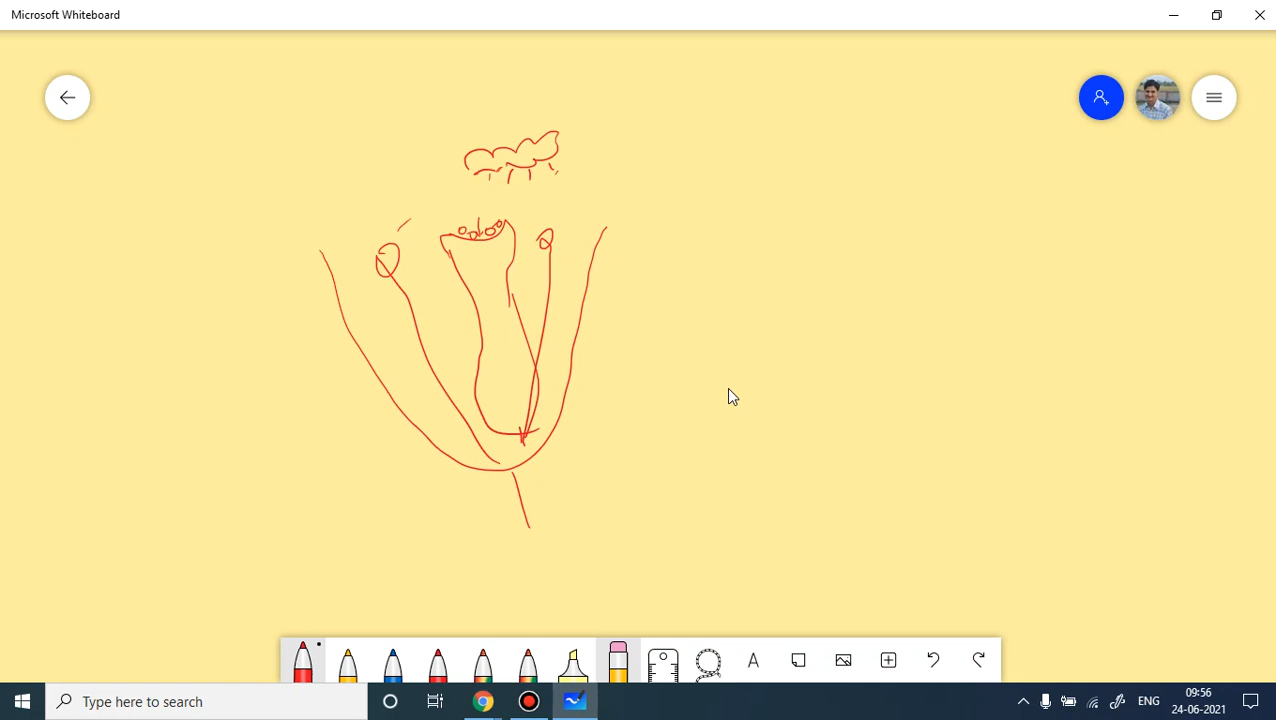 Microsoft Whiteboard
A
Type here to search
ENG
09:56
24-06-2021